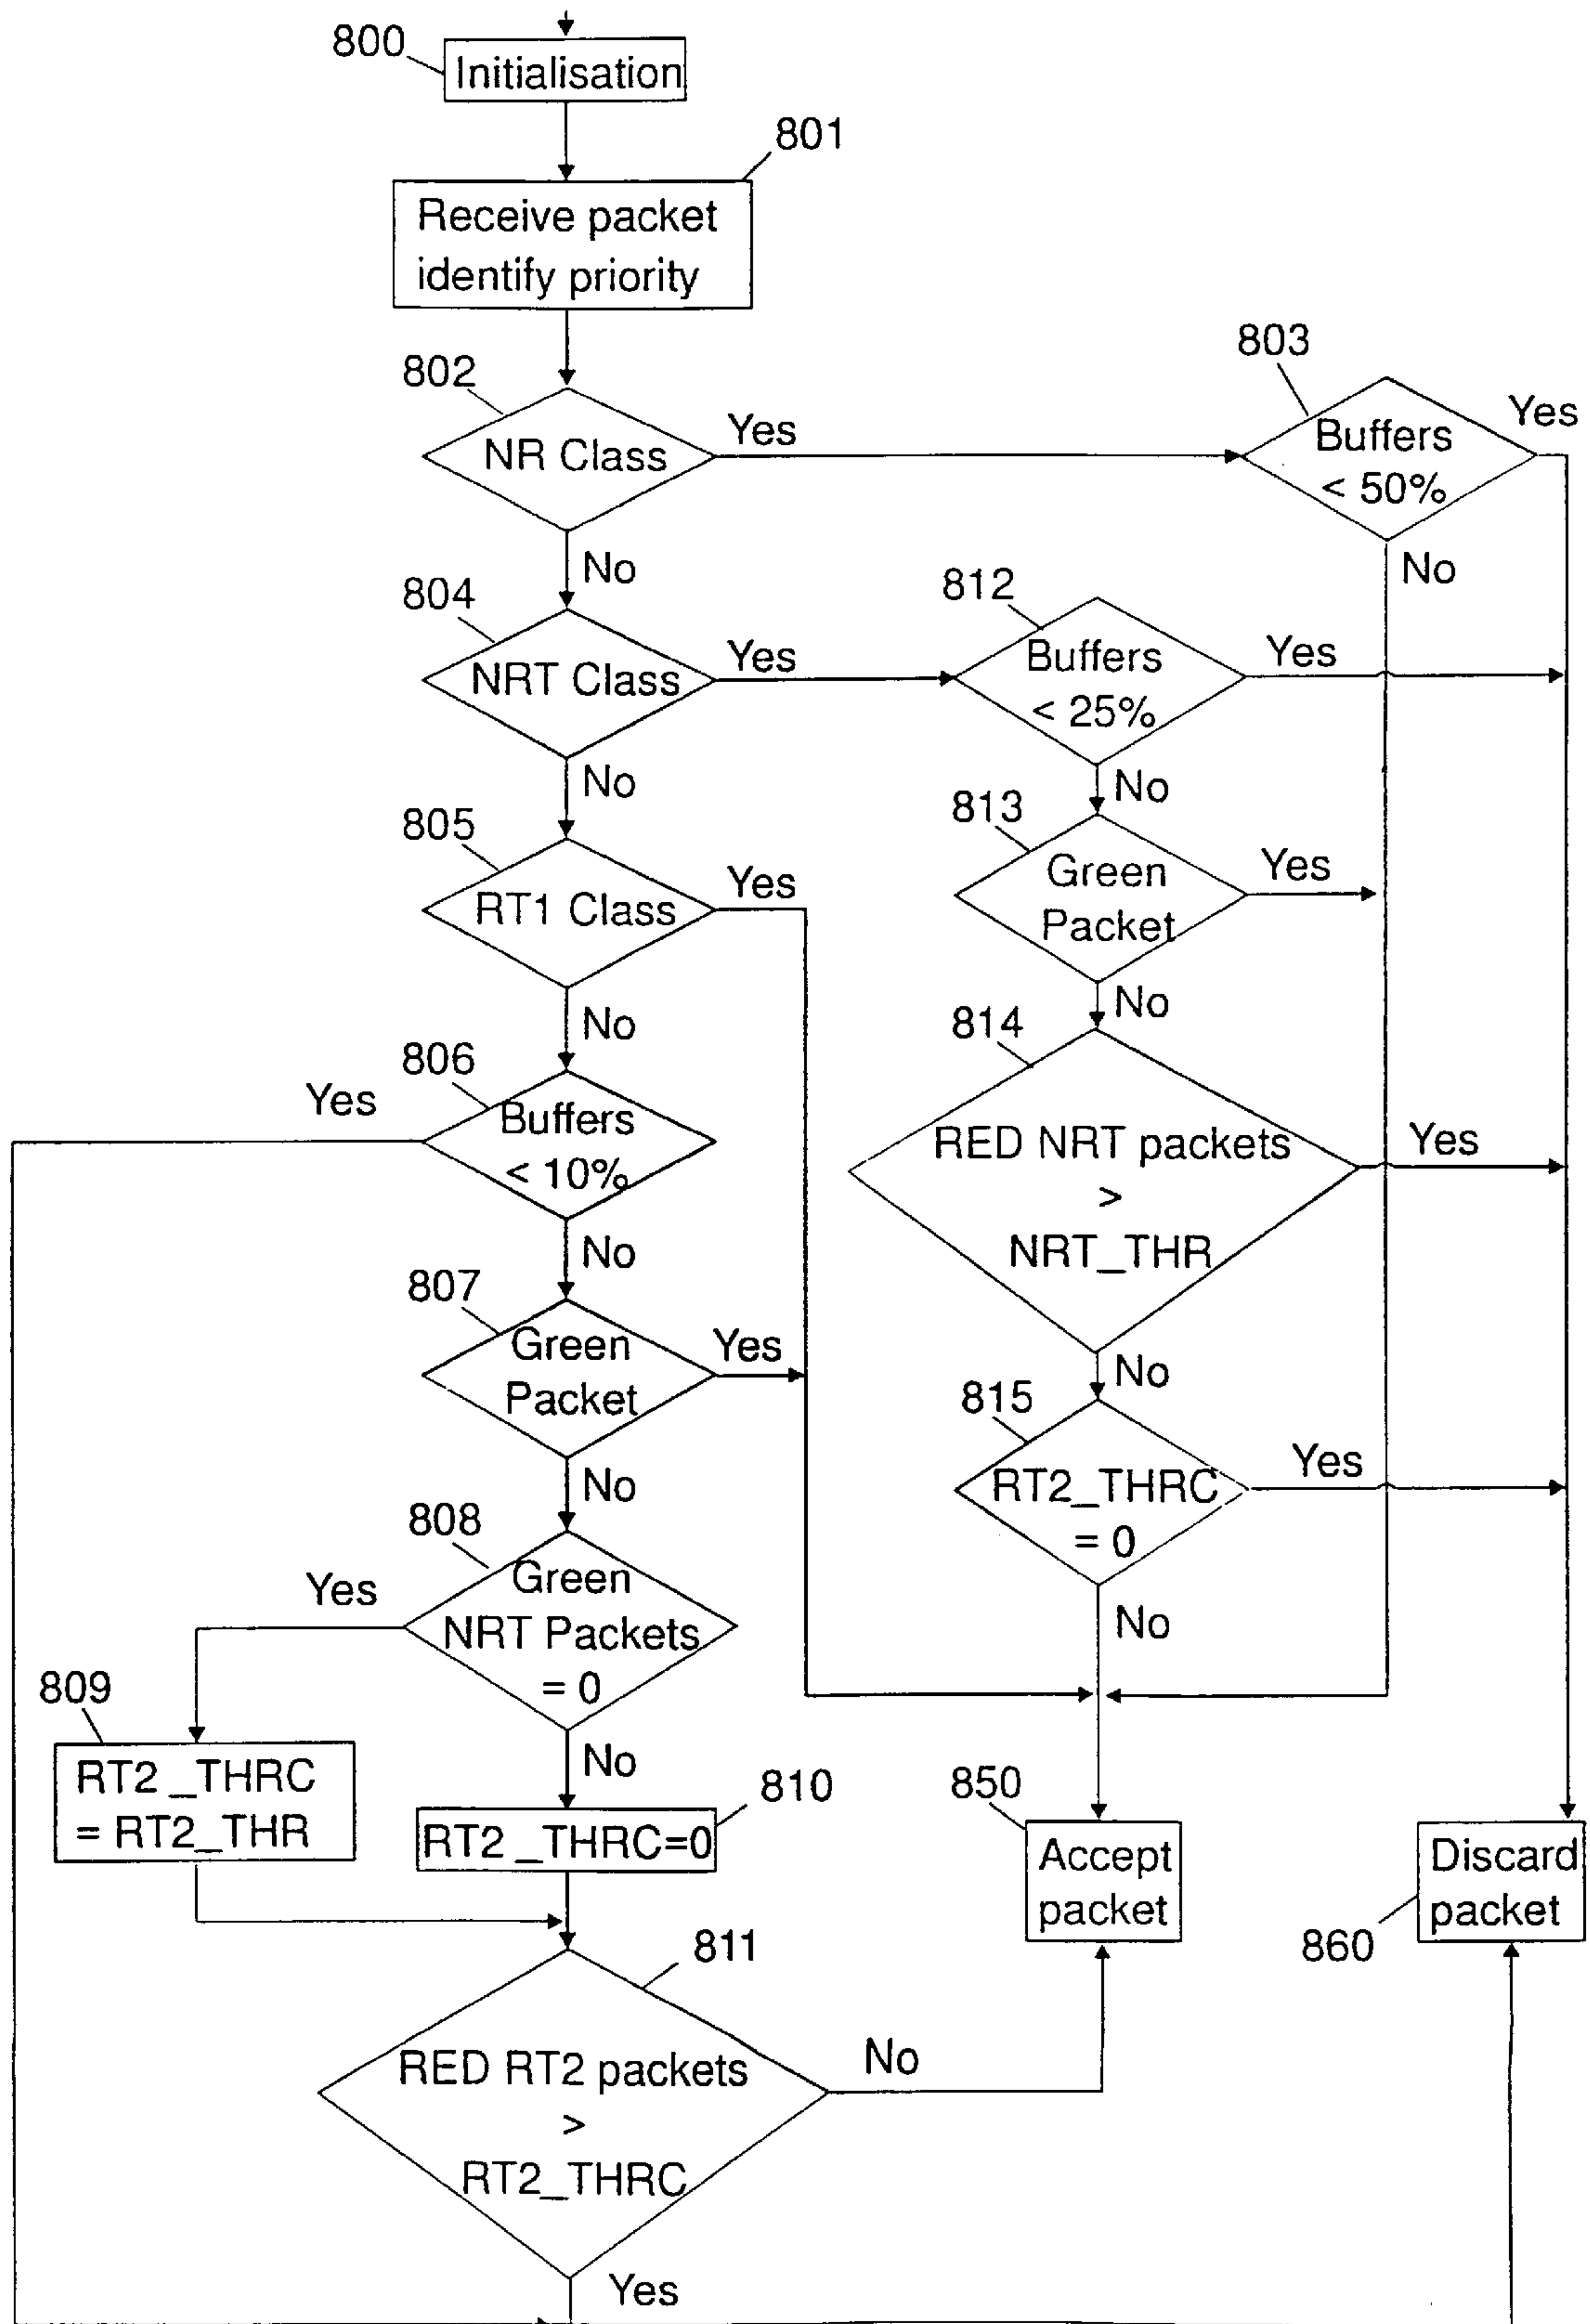 800
Initialisation
801
Receive packet
identify priority
802
NR Class
Yes
803
Buffers
< 50%
Yes
No
No
804
NRT Class
Yes
812
Buffers
< 25%
Yes
No
No
805
RT1 Class
Yes
813
Green
Packet
Yes
No
No
806
Buffers
< 10%
Yes
No
814
RED NRT packets
>
NRT_THR
Yes
No
807
Green
Packet
Yes
No
815
RT2_THRC
= 0
Yes
No
808
Green
NRT Packets
= 0
Yes
No
809
RT2 _THRC
= RT2_THR
810
RT2 _THRC=0
850
Accept
packet
Discard
packet
860
811
RED RT2 packets
>
RT2_THRC
No
Yes